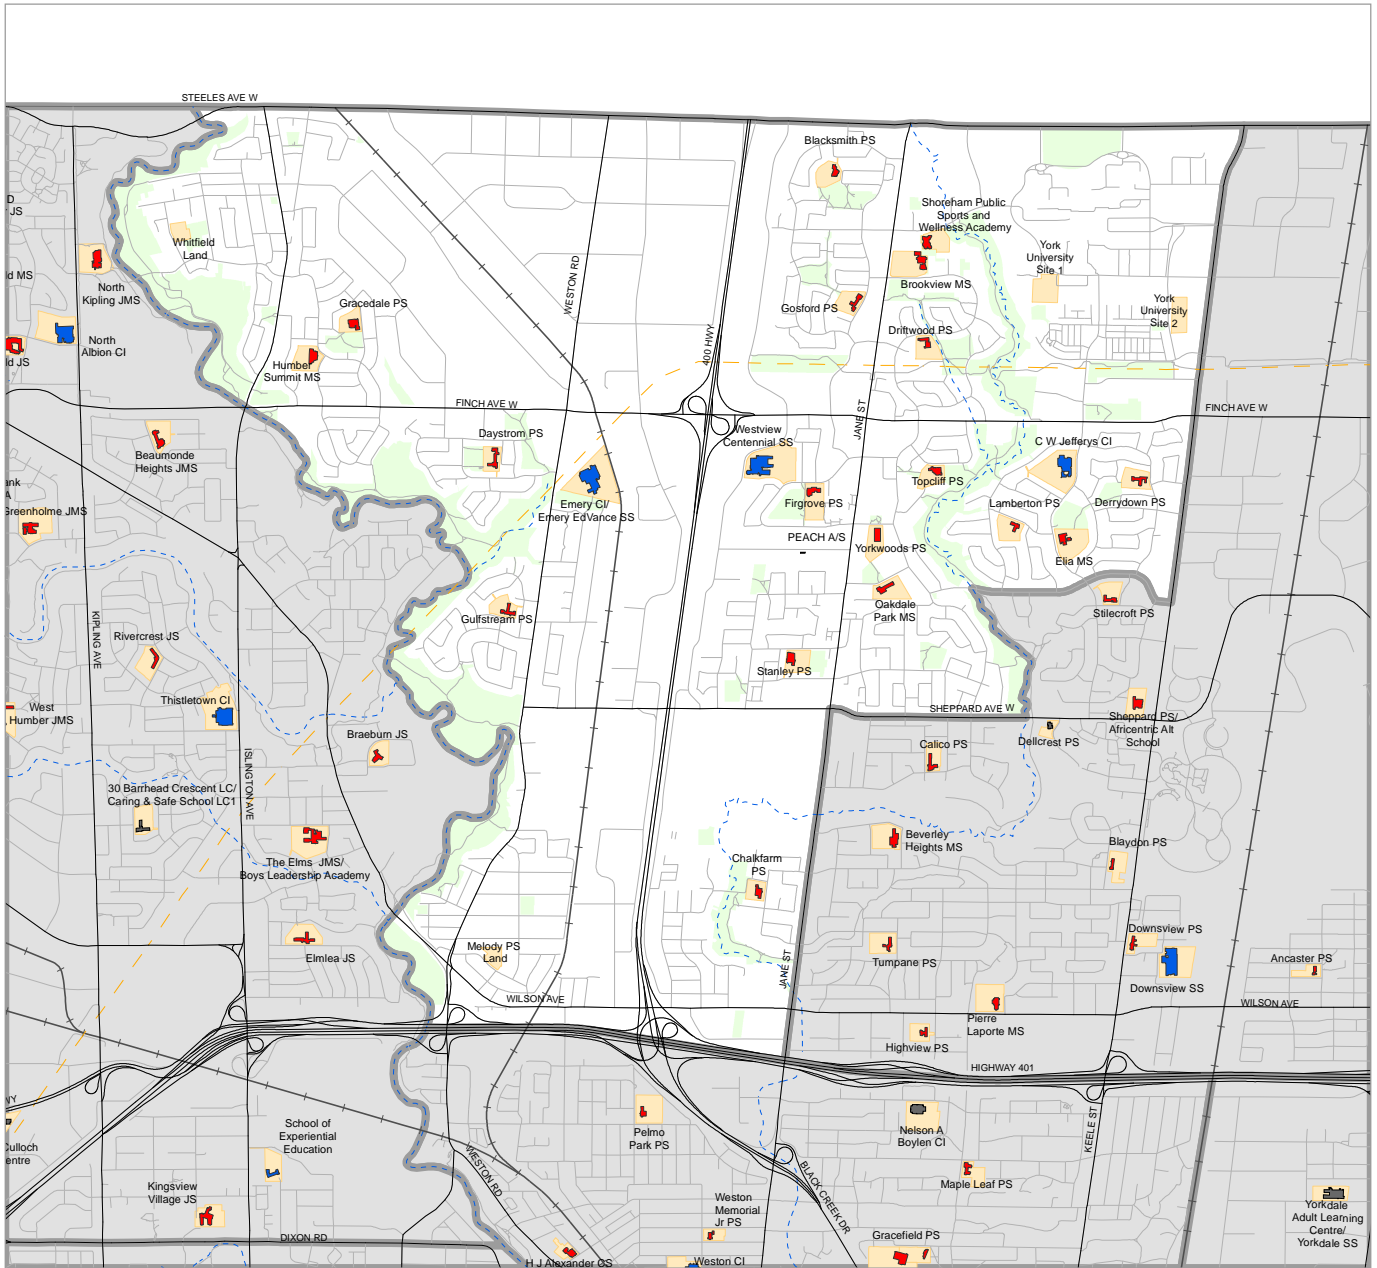 STEELES AVE W
Blacksmith PS
Shoreham Public
Sports and
Wellness Academy
D
JS
Whitfield
Land
WESTON RD
York
University
Site 1
ld MS
North
Kipling JMS
Brookview MS
Gracedale PS
Gosford PS
York
University
Site 2
400 HWY
Driftwood PS
North
Albion CI
ld JS
Humber
Summit MS
FINCH AVE W
JANE ST
FINCH AVE W
Daystrom PS
Westview
Centennial SS
C W Jefferys CI
Beaumonde
Heights JMS
ank
A
Topcliff PS
Greenholme JMS
Emery CI/
Emery EdVance SS
Firgrove PS
Lamberton PS
Derrydown PS
PEACH A/S
Yorkwoods PS
Elia MS
Oakdale
Park MS
Stilecroft PS
Gulfstream PS
KIPLING AVE
Rivercrest JS
Stanley PS
Thistletown CI
West
Humber JMS
SHEPPARD AVE W
Sheppard PS/
Africentric Alt
School
Braeburn JS
Calico PS
Dellcrest PS
ISLINGTON AVE
30 Barrhead Crescent LC/
Caring & Safe School LC1
Beverley
Heights MS
Blaydon PS
The Elms JMS/
Boys Leadership Academy
Chalkfarm
PS
Downsview PS
Elmlea JS
Melody PS
Land
Tumpane PS
Ancaster PS
JANE ST
Downsview SS
WILSON AVE
WILSON AVE
Pierre
Laporte MS
Highview PS
HIGHWAY 401
WY
School of
Experiential
Education
Pelmo
Park PS
Nelson A
Boylen CI
KEELE ST
Culloch
entre
WESTON RD
BLACK CREEK DR
Kingsview
Village JS
Maple Leaf PS
Weston
Memorial
Jr PS
Yorkdale
Adult Learning
Centre/
Yorkdale SS
DIXON RD
Gracefield PS
H J Alexander CS
Weston CI